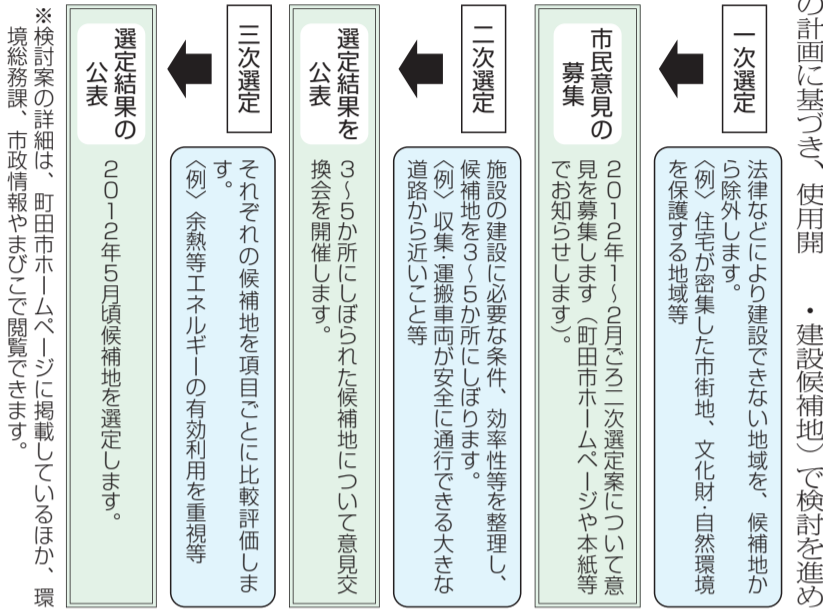 の計画に基づき、使用開
・建設候補地）で検討を進め
一次選定
法律などにより建設できない地域を、候補地か
ら除外します。
〈例〉住宅が密集した市街地、文化財・自然環境
を保護する地域等
市民意見の
募集
2012年1～2月ごろ二次選定案について意
見を募集します（町田市ホームページや本紙等
でお知らせします）。
二次選定
施設の建設に必要な条件、効率性等を整理し、
候補地を3～5か所にしぼります。
〈例〉収集・運搬車両が安全に通行できる大きな
道路から近いこと等
選定結果を
公表
3～5か所にしぼられた候補地について意見交
換会を開催します。
三次選定
それぞれの候補地を項目ごとに比較評価しま
す。
〈例〉余熱等エネルギーの有効利用を重視等
選定結果の
公表
2012年5月頃候補地を選定します。
※検討案の詳細は、町田市ホームページに掲載しているほか、環
境総務課、市政情報やまびこで閲覧できます。